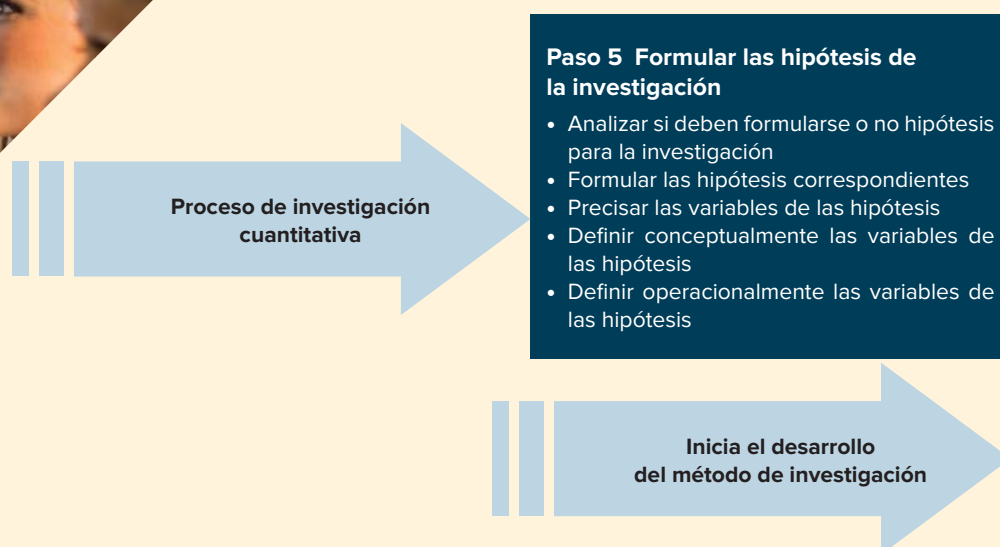 Proceso de investigación
cuantitativa
Paso 5 Formular las hipótesis de
la investigación
• Analizar si deben formularse o no hipótesis
para la investigación
• Formular las hipótesis correspondientes
• Precisar las variables de las hipótesis
• Definir conceptualmente las variables de
las hipótesis
• Definir operacionalmente las variables de
las hipótesis
Inicia el desarrollo
del método de investigación